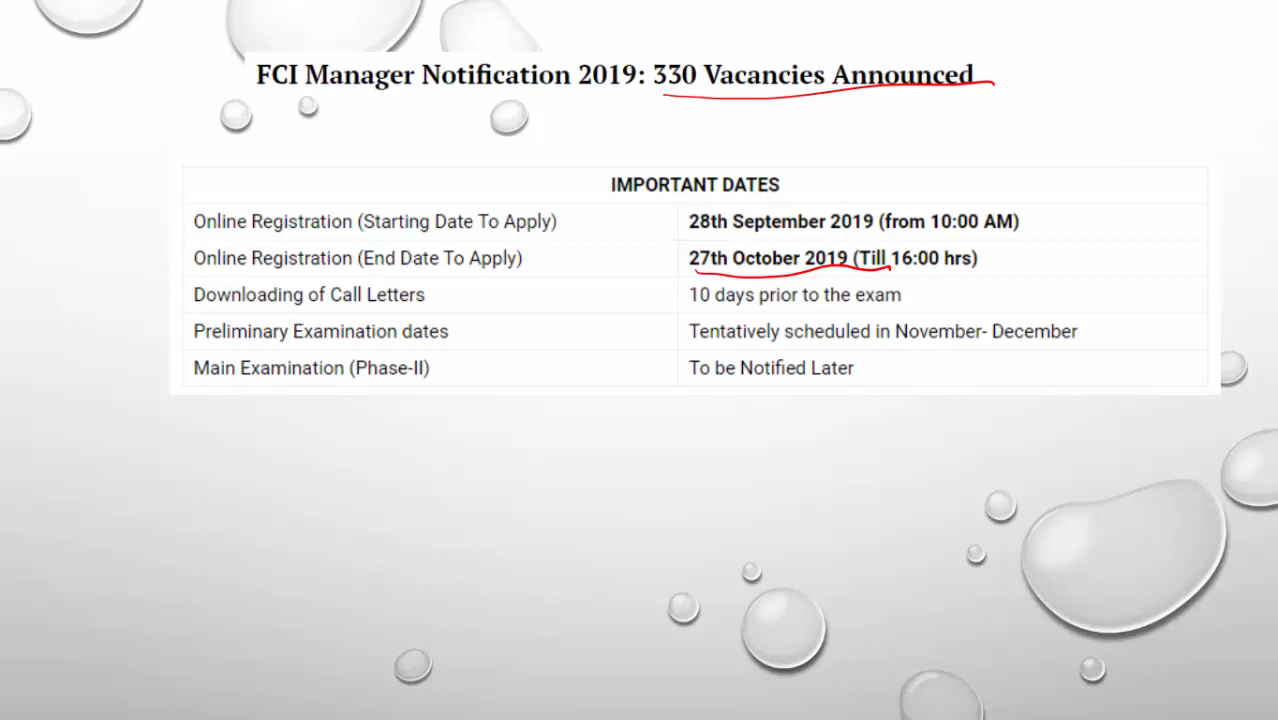 FCI Manager Notification 2019: 330 Vacancies Announced
IMPORTANT DATES
Online Registration (Starting Date To Apply) 28th September 2019 (from 10:00 AM)
Online Registration (End Date To Apply) 27th October 2019 (Till 16:00 hrs)
Downloading of Call Letters 10 days prior to the exam
Preliminary Examination dates Tentatively scheduled in November- December
Main Examination (Phase-II) To be Notified Later